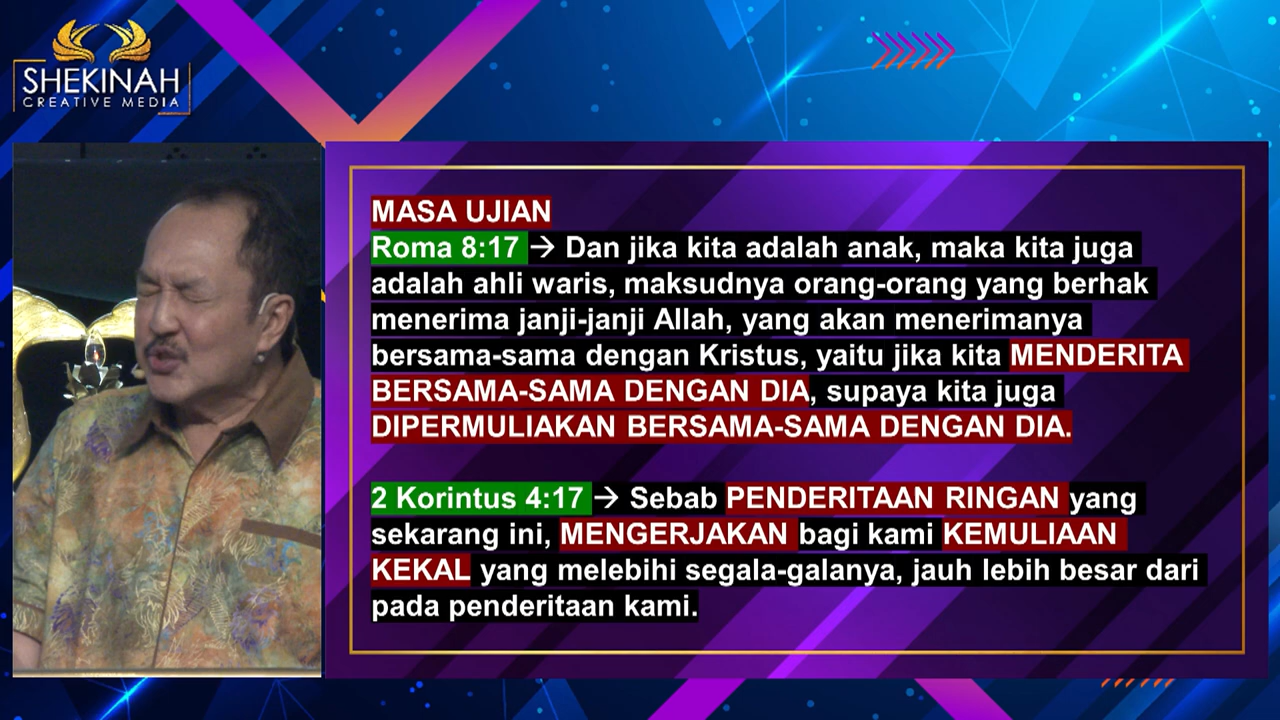 SHEKINAH
CREATIVE MEDIA
MASA UJIAN
Roma 8:17 → Dan jika kita adalah anak, maka kita juga
adalah ahli waris, maksudnya orang-orang yang berhak
menerima janji-janji Allah, yang akan menerimanya
bersama-sama dengan Kristus, yaitu jika kita MENDERITA
BERSAMA-SAMA DENGAN DIA, supaya kita juga
DIPERMULIAKAN BERSAMA-SAMA DENGAN DIA.
2 Korintus 4:17 → Sebab PENDERITAAN RINGAN yang
sekarang ini, MENGERJAKAN bagi kami KEMULIAAN
KEKAL yang melebihi segala-galanya, jauh lebih besar dari
pada penderitaan kami.